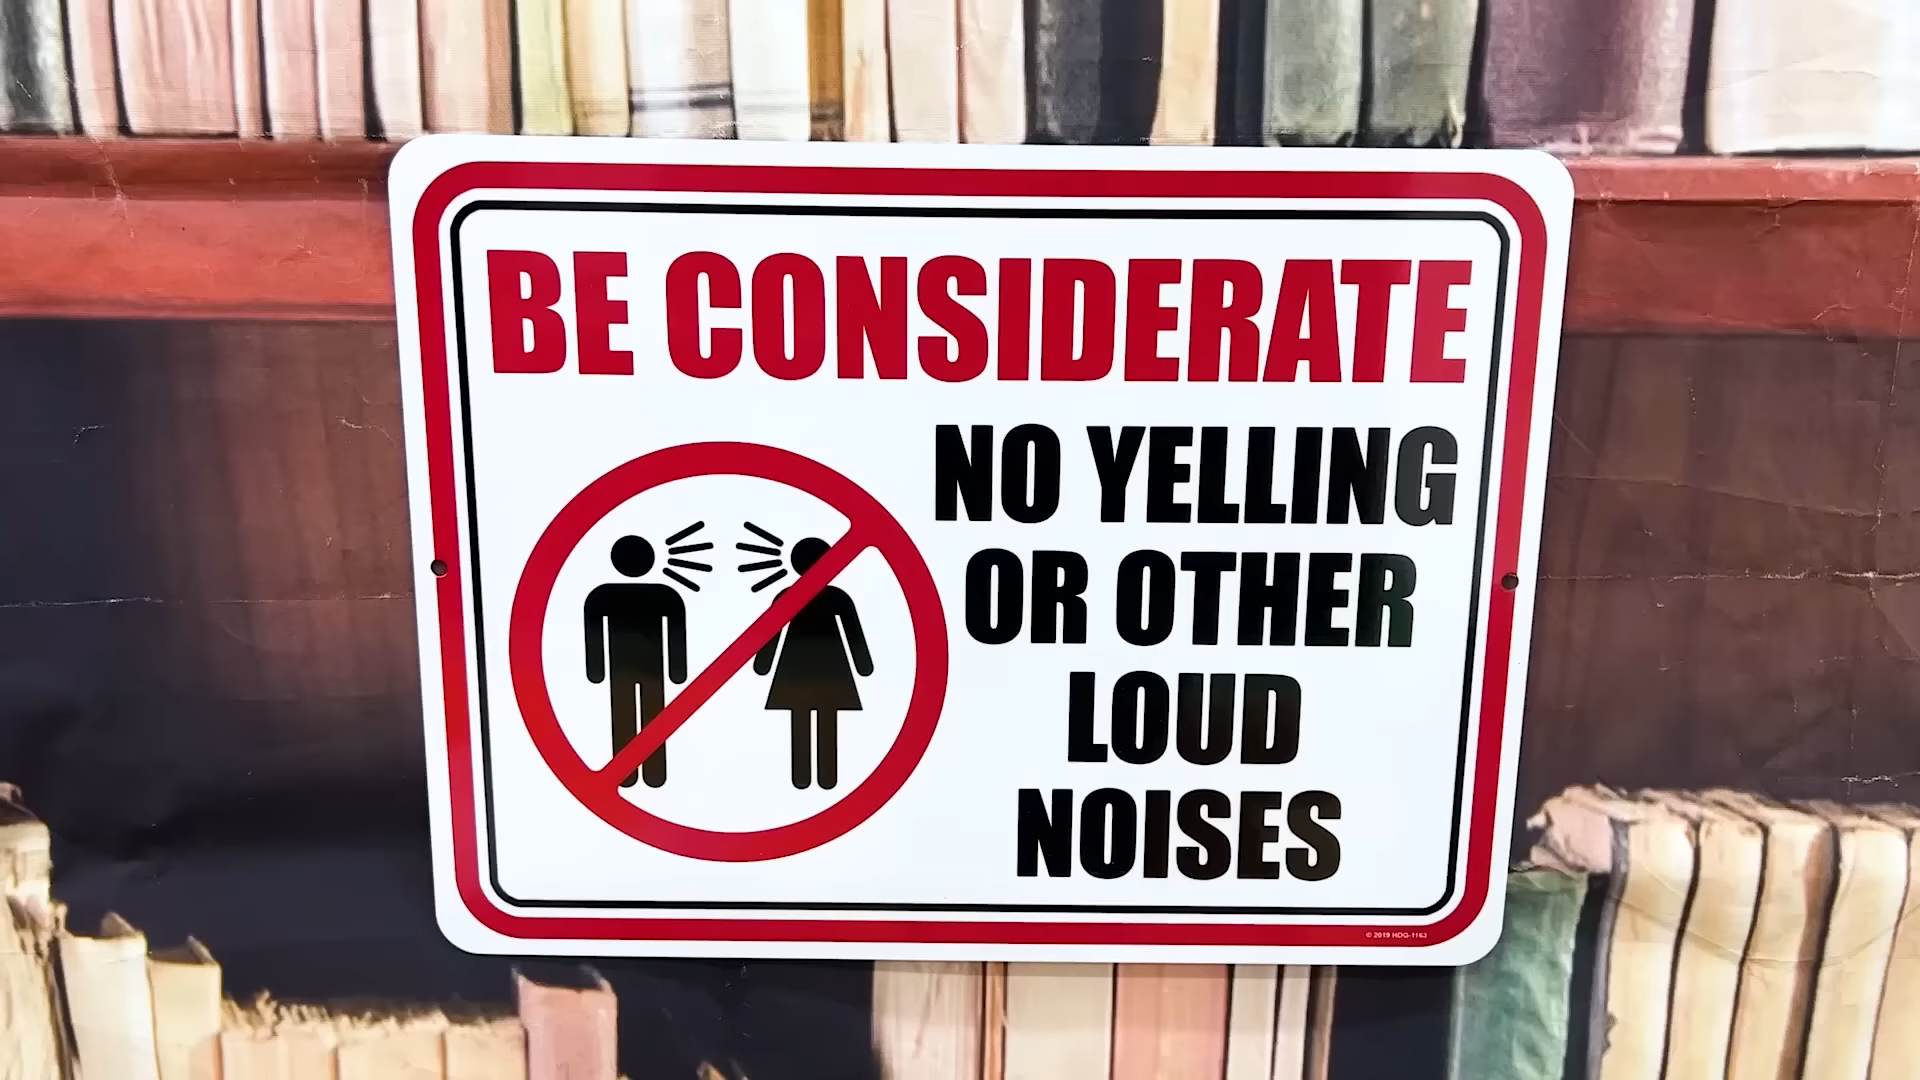 BE CONSIDERATE
NO YELLING
OR OTHER
LOUD
NOISES
© 2019 HDG-1163